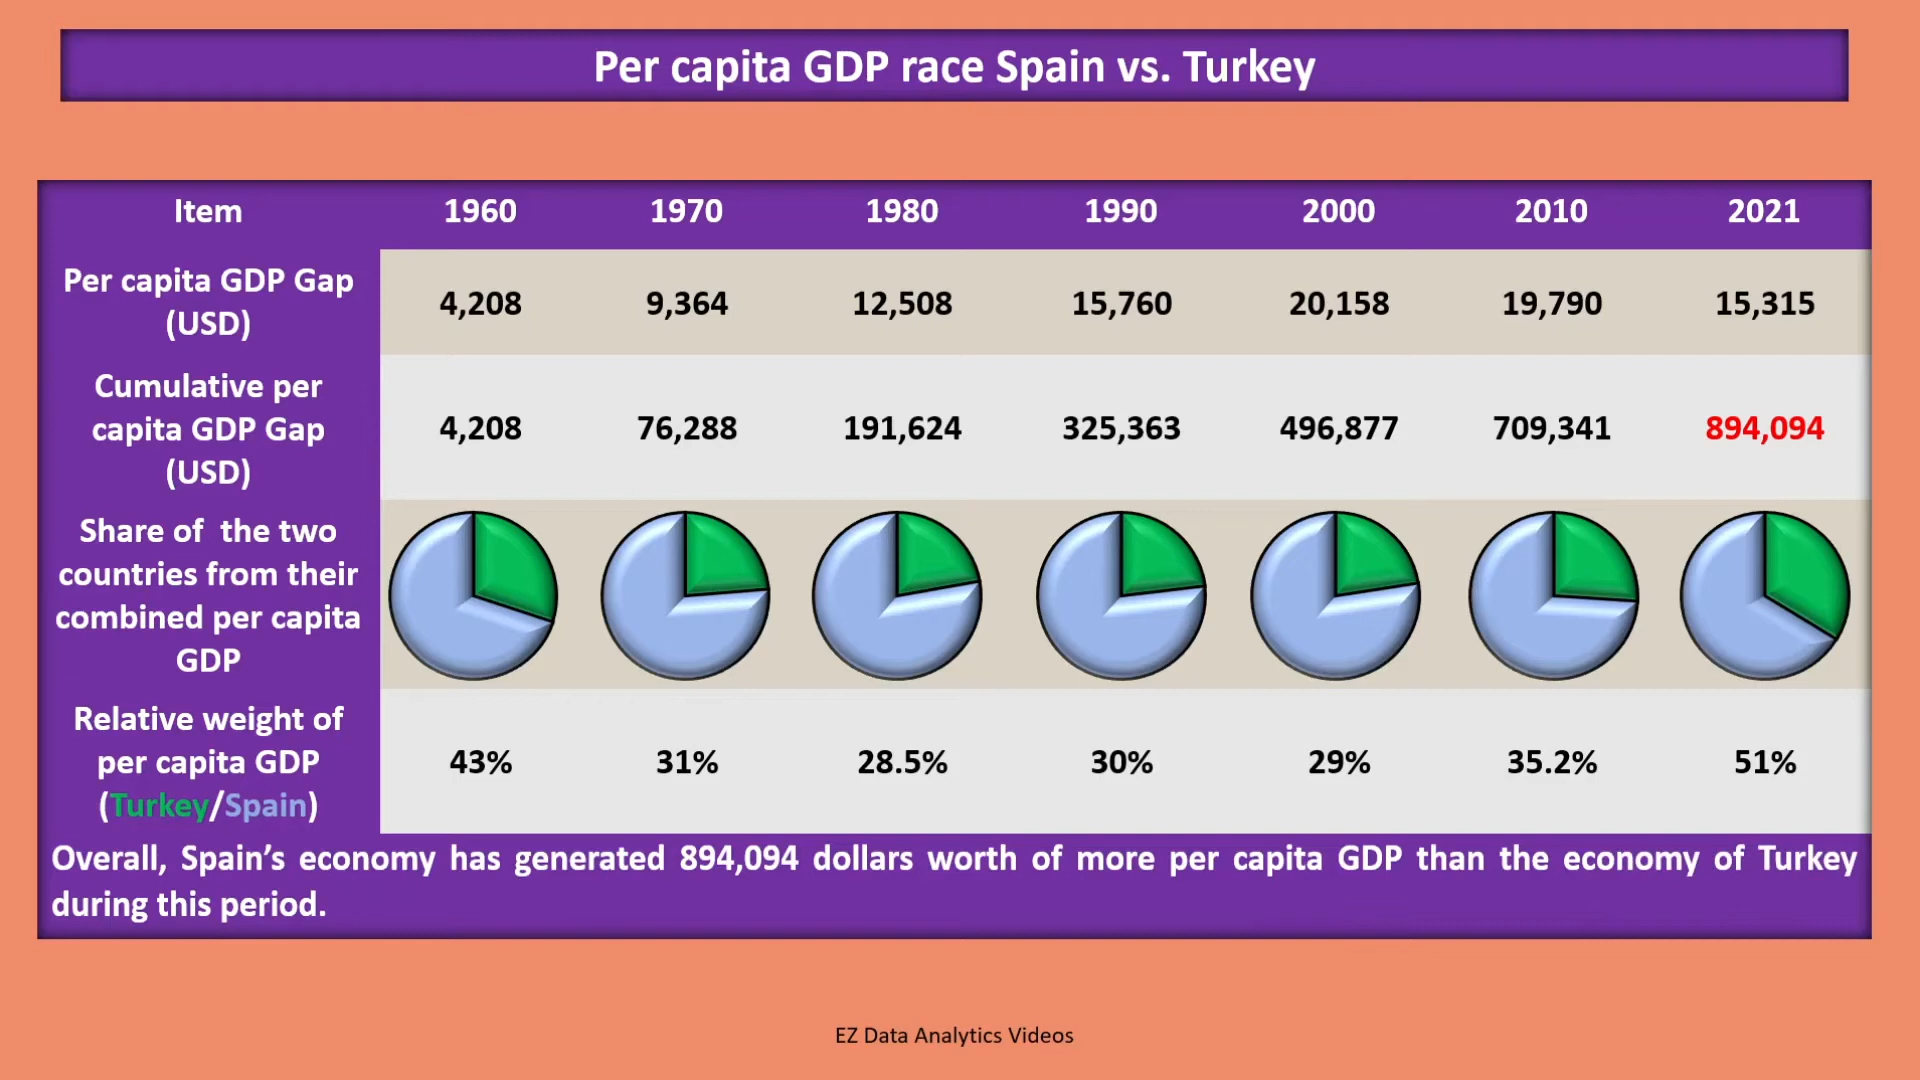 Per capita GDP race Spain vs. Turkey
Item 1960 1970 1980 1990 2000 2010 2021
Per capita GDP Gap
(USD)
4,208 9,364 12,508 15,760 20,158 19,790 15,315
Cumulative per
capita GDP Gap
(USD)
4,208 76,288 191,624 325,363 496,877 709,341 894,094
Share of the two
countries from their
combined per capita
GDP
Relative weight of
per capita GDP
(Turkey/Spain)
43% 31% 28.5% 30% 29% 35.2% 51%
Overall, Spain’s economy has generated 894,094 dollars worth of more per capita GDP than the economy of Turkey
during this period.
EZ Data Analytics Videos